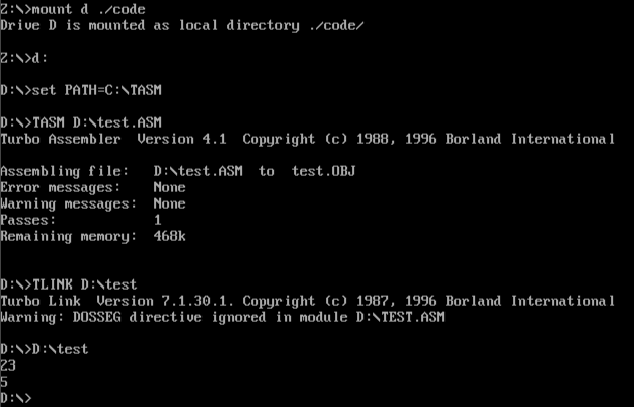 Z:\>mount d ./code
Drive D is mounted as local directory ./code/
Z:\>d:
D:\>set PATH=C:\TASM
D:\>TASM D:\test.ASM
Turbo Assembler  Version 4.1  Copyright (c) 1988, 1996 Borland International
Assembling file:   D:\test.ASM  to  test.OBJ
Error messages:    None
Warning messages:  None
Passes:            1
Remaining memory:  468k
D:\>TLINK D:\test
Turbo Link  Version 7.1.30.1. Copyright (c) 1987, 1996 Borland International
Warning: DOSSEG directive ignored in module D:\TEST.ASM
D:\>D:\test
23
5
D:\>